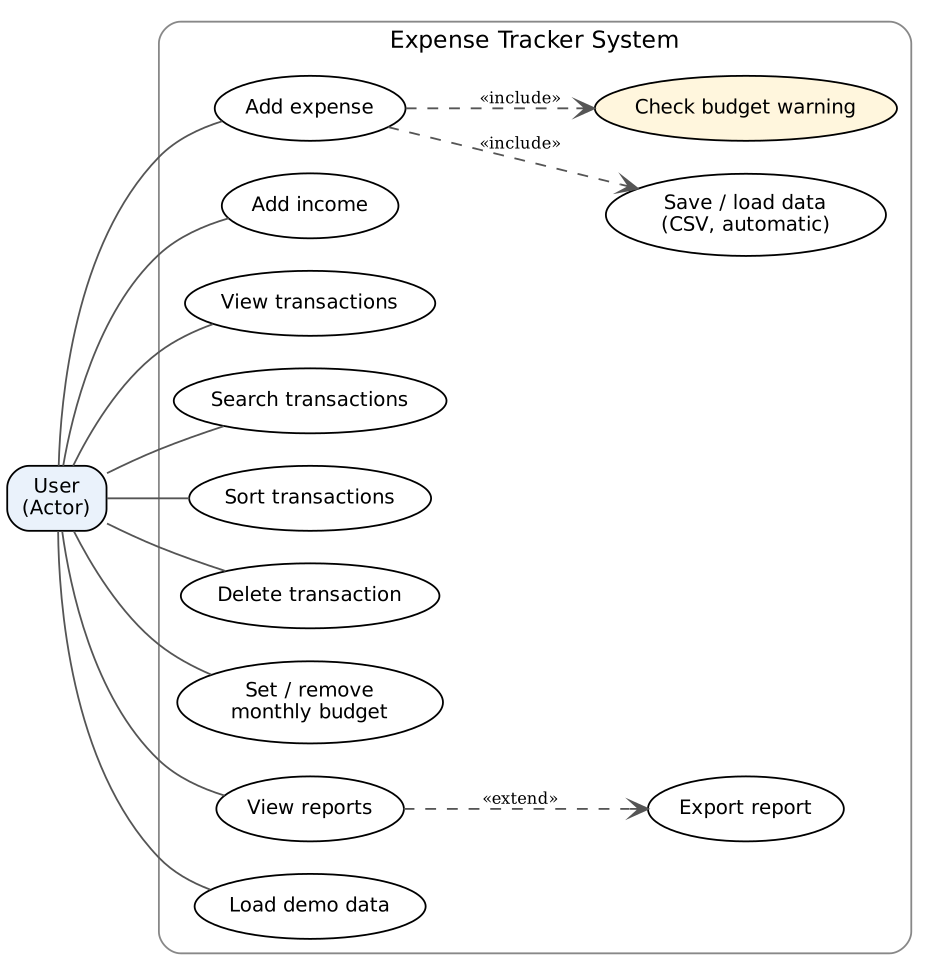 Expense Tracker System
Add expense
«include»
Check budget warning
«include»
Add income
Save / load data
(CSV, automatic)
View transactions
Search transactions
User
(Actor)
Sort transactions
Delete transaction
Set / remove
monthly budget
View reports
«extend»
Export report
Load demo data